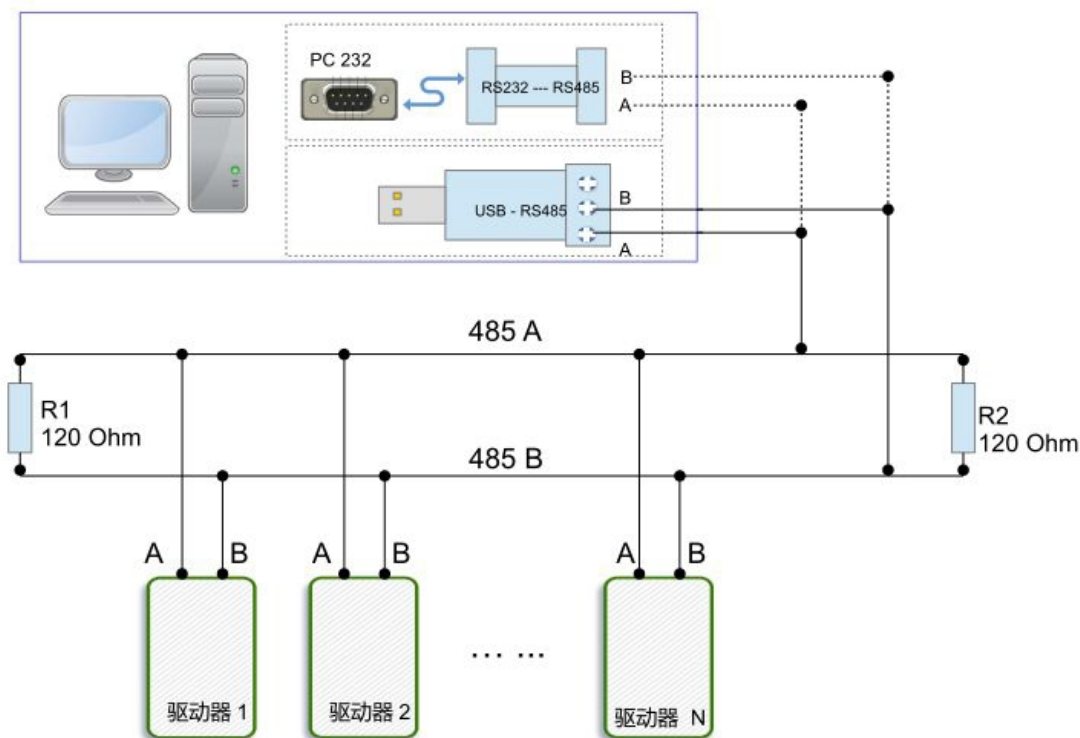 PC 232
RS232 --- RS485
B
A
USB - RS485
B
A
485 A
R1
120 Ohm
R2
120 Ohm
485 B
A B A B A B
… …
驱动器 1 驱动器 2 驱动器 N